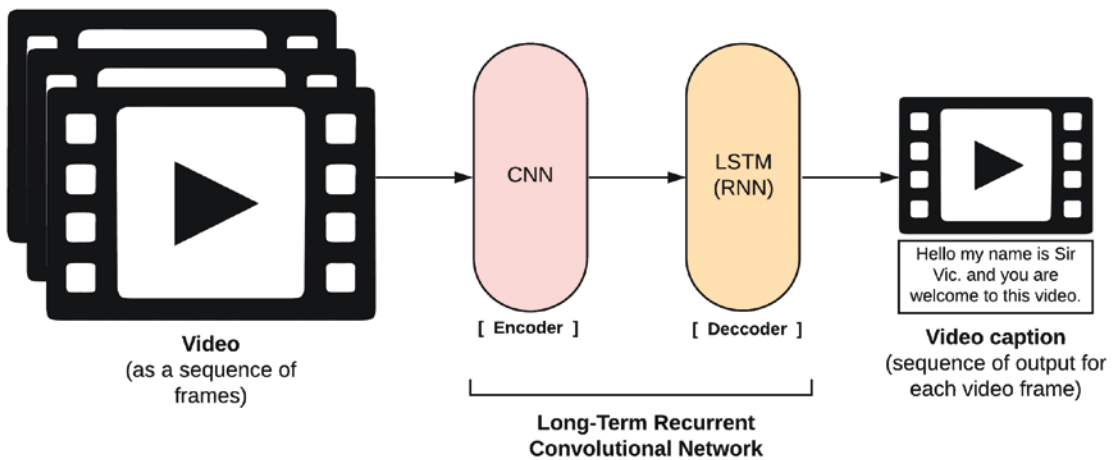 Video
(as a sequence of
frames)
CNN
[ Encoder ]
LSTM
(RNN)
[ Deccoder ]
Long-Term Recurrent
Convolutional Network
Hello my name is Sir
Vic. and you are
welcome to this video.
Video caption
(sequence of output for
each video frame)